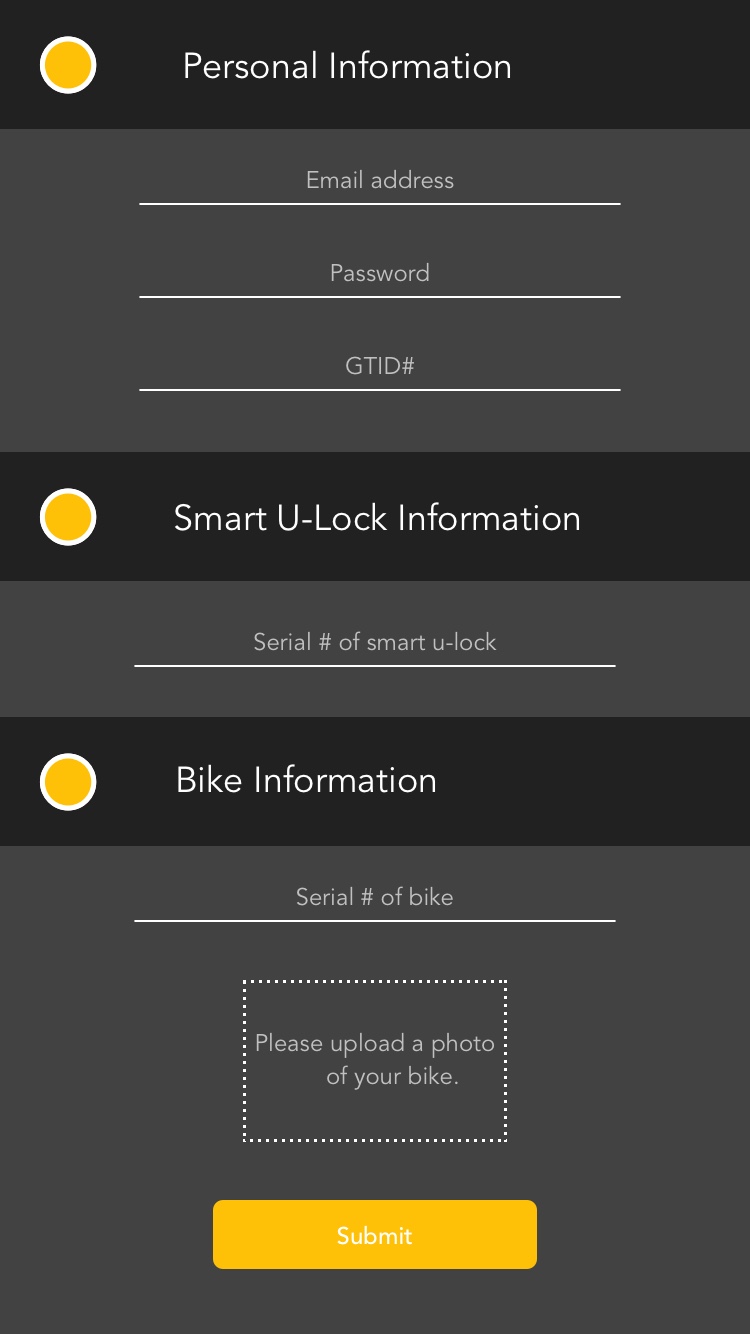 Personal Information
Email address
Password
GTID#
Smart U-Lock Information
Serial # of smart u-lock
Bike Information
Serial # of bike
Please upload a photo
of your bike.
Submit